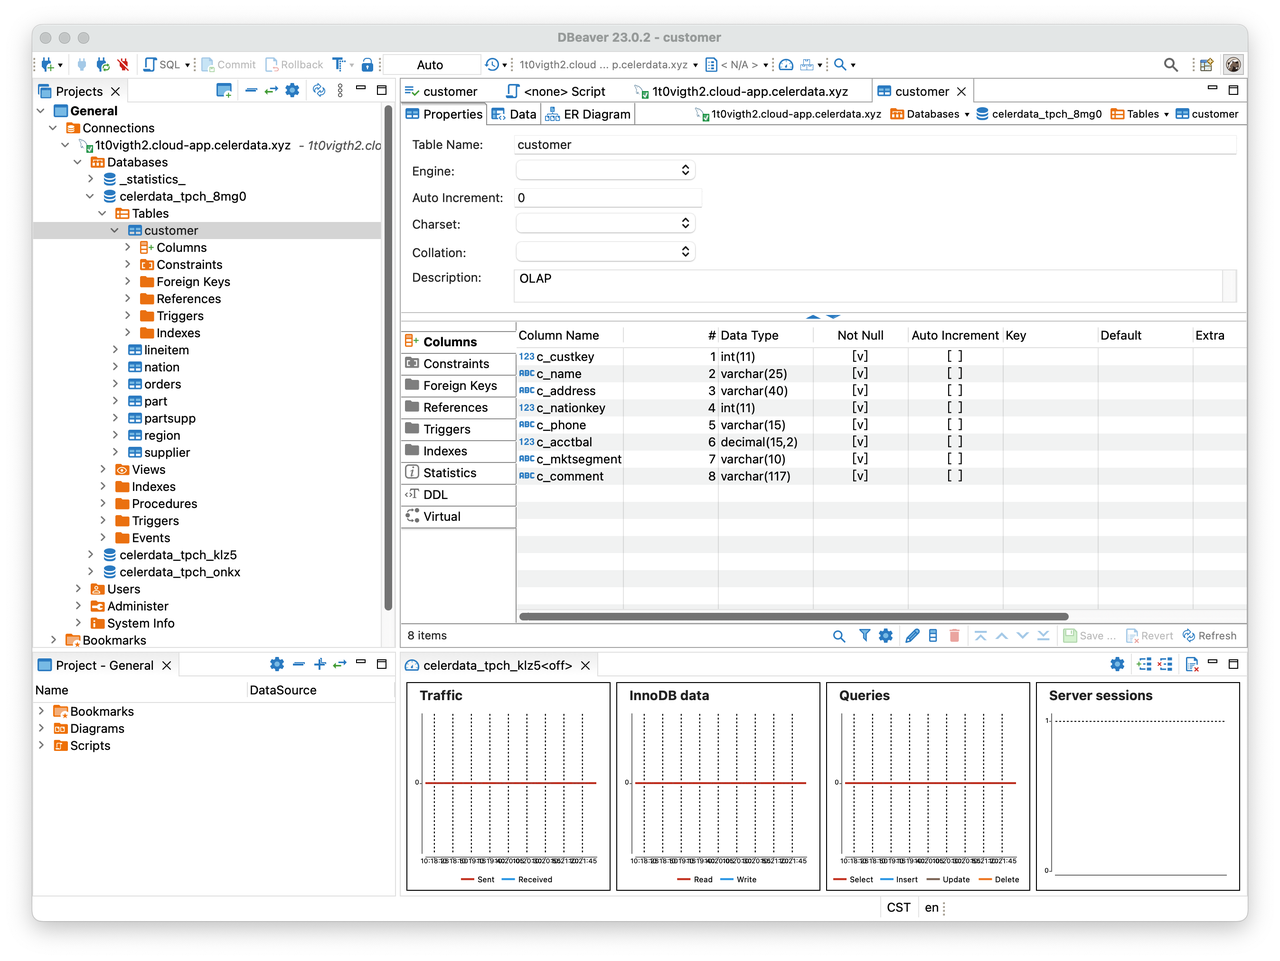 DBeaver 23.0.2 - customer
SQL
Commit
Rollback
T
Auto
1t0vigth2.cloud ... p.celerdata.xyz
< N/A >
Projects
General
Connections
1t0vigth2.cloud-app.celerdata.xyz - 1t0vigth2.clo
Databases
_statistics_
celerdata_tpch_8mg0
Tables
customer
Columns
Constraints
Foreign Keys
References
Triggers
Indexes
lineitem
nation
orders
part
partsupp
region
supplier
Views
Indexes
Procedures
Triggers
Events
celerdata_tpch_klz5
celerdata_tpch_onkx
Users
Administer
System Info
Bookmarks
customer
<none> Script
1t0vigth2.cloud-app.celerdata.xyz
customer
Properties
Data
ER Diagram
1t0vigth2.cloud-app.celerdata.xyz
Databases
celerdata_tpch_8mg0
Tables
customer
Table Name: customer
Engine:
Auto Increment: 0
Charset:
Collation:
Description: OLAP
Columns
Constraints
Foreign Keys
References
Triggers
Indexes
Statistics
DDL
Virtual
Column Name # Data Type Not Null Auto Increment Key Default Extra
123 c_custkey 1 int(11) [v] [ ]
ABC c_name 2 varchar(25) [v] [ ]
ABC c_address 3 varchar(40) [v] [ ]
123 c_nationkey 4 int(11) [v] [ ]
ABC c_phone 5 varchar(15) [v] [ ]
123 c_acctbal 6 decimal(15,2) [v] [ ]
ABC c_mktsegment 7 varchar(10) [v] [ ]
ABC c_comment 8 varchar(117) [v] [ ]
8 items
Save ...
Revert
Refresh
Project - General
Name DataSource
Bookmarks
Diagrams
Scripts
celerdata_tpch_klz5<off>
Traffic
0
Sent Received
InnoDB data
0
Read Write
Queries
0
Select Insert Update Delete
Server sessions
1
0
CST
en